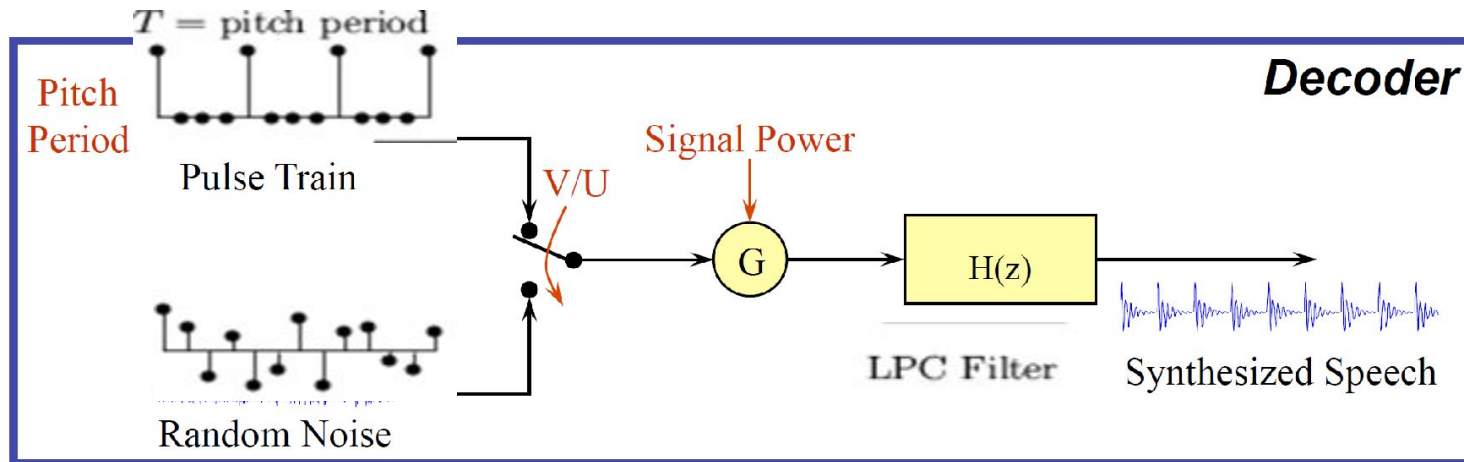 T = pitch period
Decoder
Pitch
Period
Pulse Train
Signal Power
V/U
G
H(z)
LPC Filter
Synthesized Speech
Random Noise